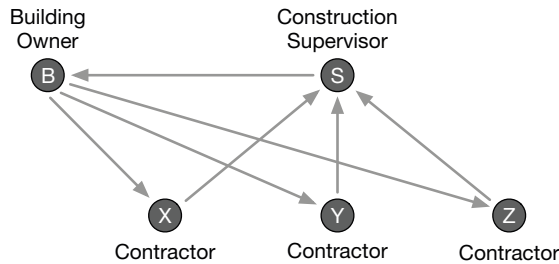 Building
Owner
Construction
Supervisor
B
S
X
Y
Z
Contractor
Contractor
Contractor